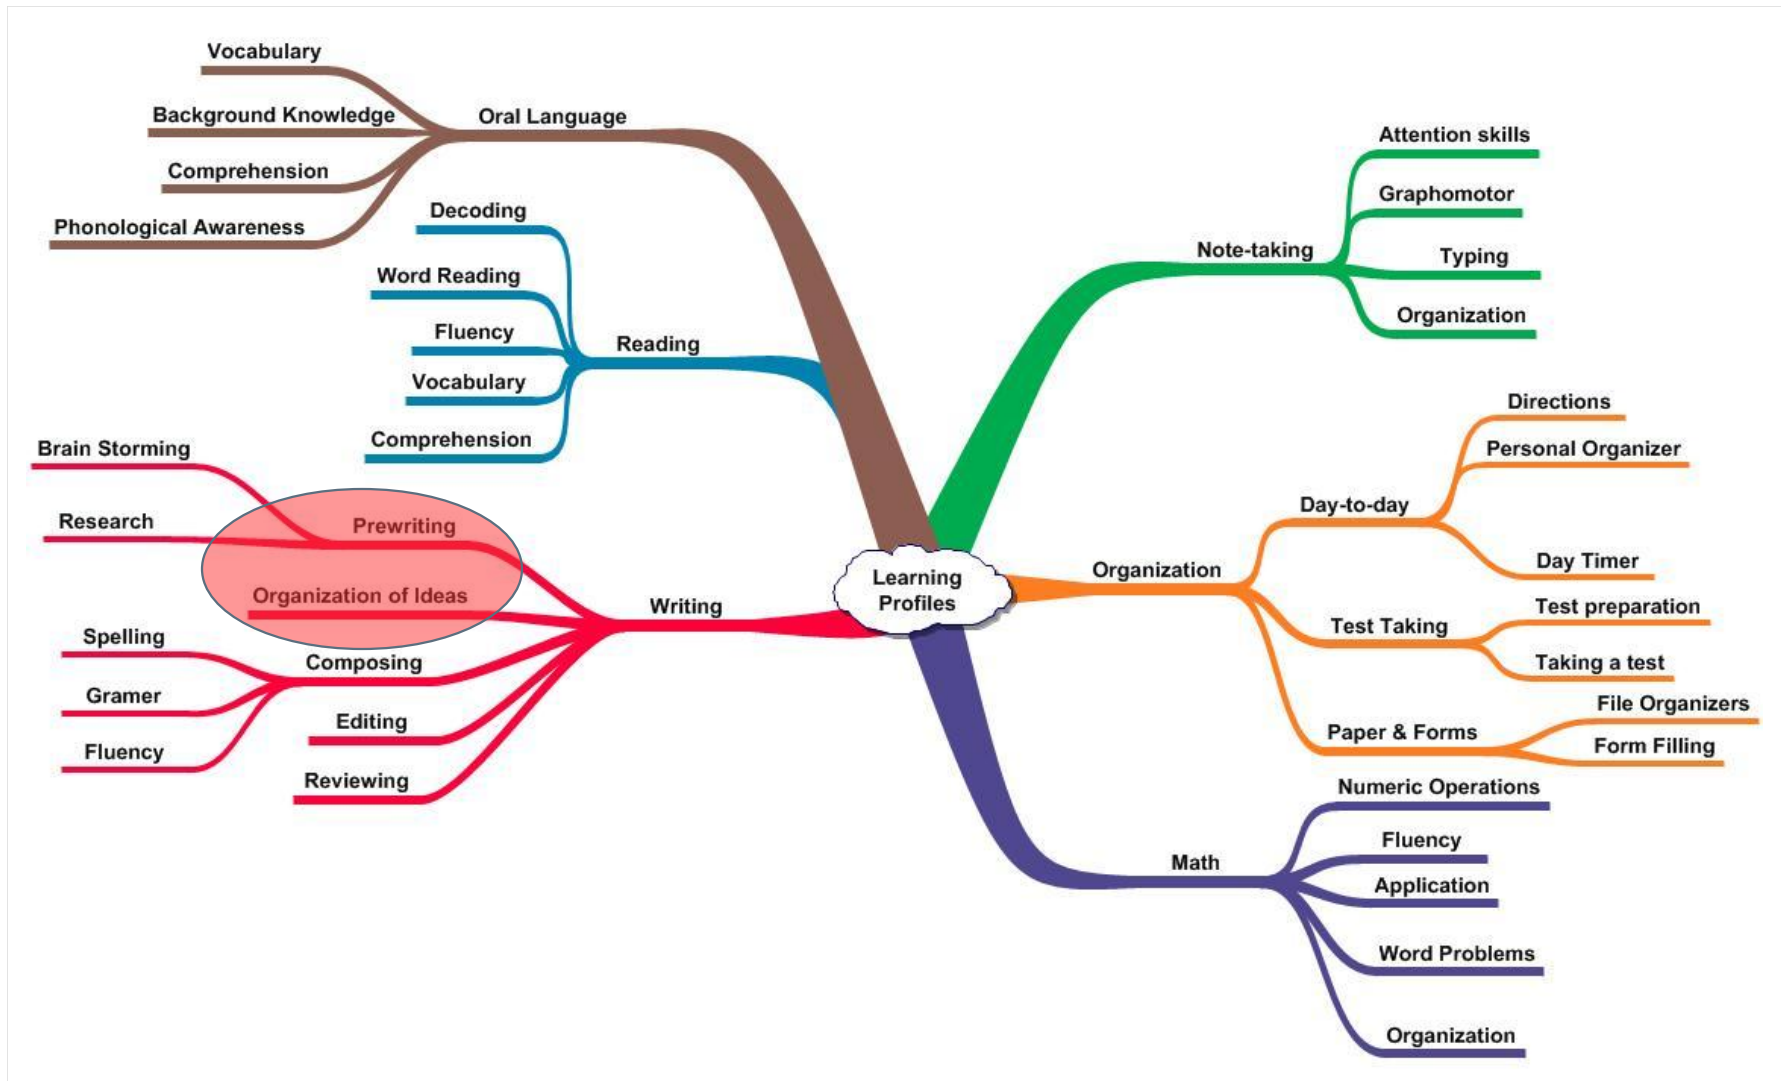 Vocabulary
Background Knowledge
Comprehension
Phonological Awareness
Oral Language
Decoding
Word Reading
Fluency
Vocabulary
Comprehension
Reading
Brain Storming
Research
Prewriting
Organization of Ideas
Spelling
Gramer
Fluency
Composing
Editing
Reviewing
Writing
Learning
Profiles
Note-taking
Attention skills
Graphomotor
Typing
Organization
Organization
Day-to-day
Directions
Personal Organizer
Day Timer
Test Taking
Test preparation
Taking a test
Paper & Forms
File Organizers
Form Filling
Math
Numeric Operations
Fluency
Application
Word Problems
Organization